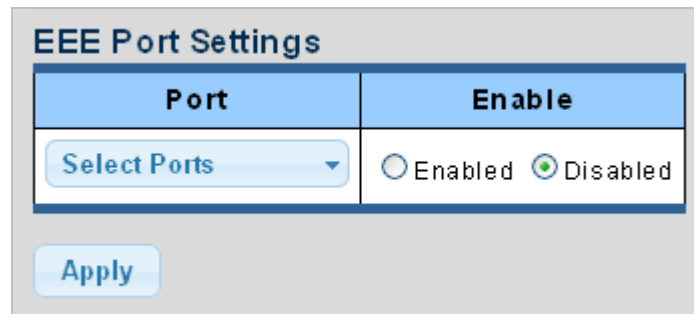 EEE Port Settings
Port Enable
Select Ports Enabled Disabled
Apply